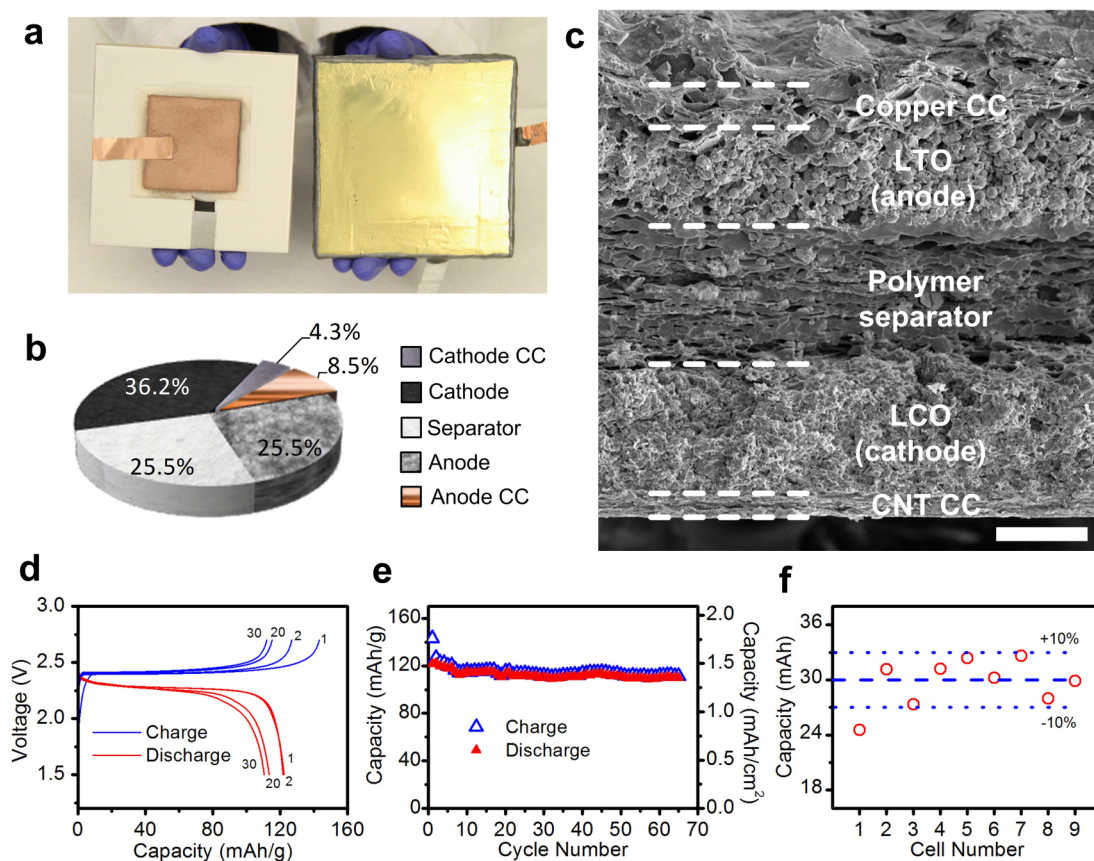 a
b
4.3%
8.5%
36.2%
25.5%
25.5%
Cathode CC
Cathode
Separator
Anode
Anode CC
c
Copper CC
LTO
(anode)
Polymer
separator
LCO
(cathode)
CNT CC
d
3.0
2.5
2.0
1.5
Voltage (V)
30
20
2
1
Charge
Discharge
30
20
2
1
0
40
80
120
160
Capacity (mAh/g)
e
160
120
80
40
0
Capacity (mAh/g)
2.0
1.5
1.0
0.5
0.0
Capacity (mAh/cm²)
Charge
Discharge
0
10
20
30
40
50
60
70
Cycle Number
f
36
30
24
18
Capacity (mAh)
+10%
-10%
1
2
3
4
5
6
7
8
9
Cell Number